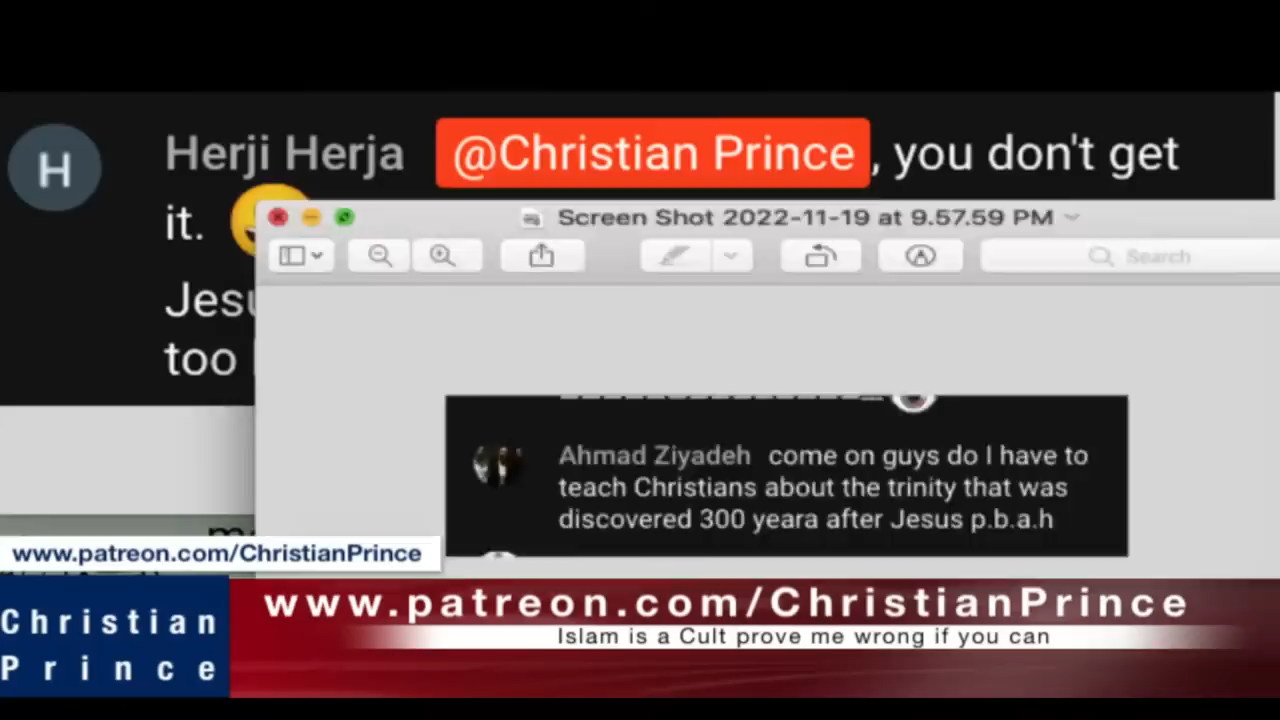 H
Herji Herja @Christian Prince, you don't get
it.
Screen Shot 2022-11-19 at 9.57.59 PM
Search
too
Ahmad Ziyadeh come on guys do I have to
teach Christians about the trinity that was
discovered 300 yeara after Jesus p.b.a.h
www.patreon.com/ChristianPrince
Christian
Prince
www.patreon.com/ChristianPrince
Islam is a Cult prove me wrong if you can